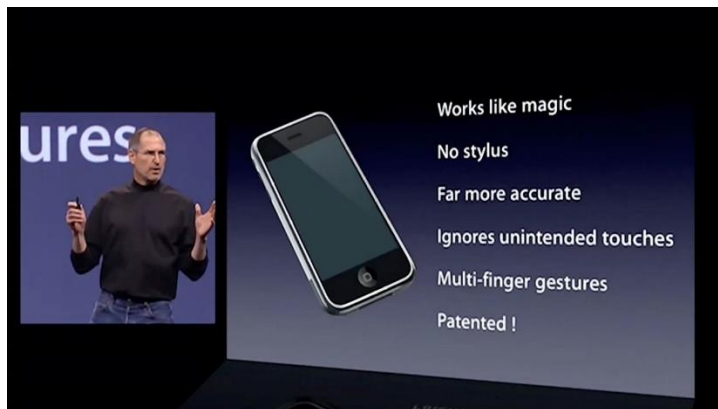 ures
Works like magic
No stylus
Far more accurate
Ignores unintended touches
Multi-finger gestures
Patented !